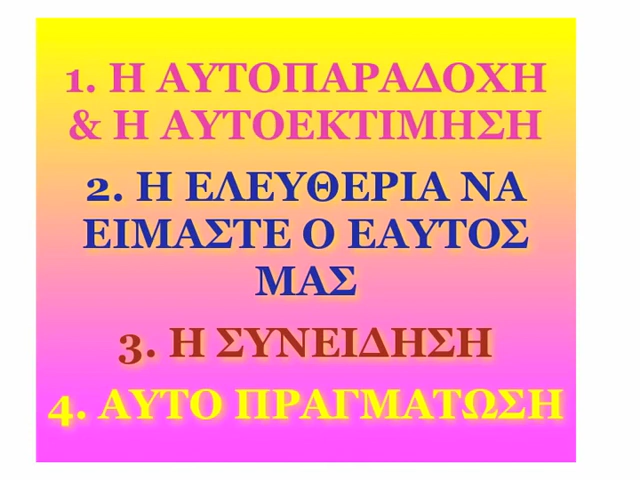 1. Η ΑΥΤΟΠΑΡΑΔΟΧΗ
& Η ΑΥΤΟΕΚΤΙΜΗΣΗ
2. Η ΕΛΕΥΘΕΡΙΑ ΝΑ
ΕΙΜΑΣΤΕ Ο ΕΑΥΤΟΣ
ΜΑΣ
3. Η ΣΥΝΕΙΔΗΣΗ
4. ΑΥΤΟ ΠΡΑΓΜΑΤΩΣΗ